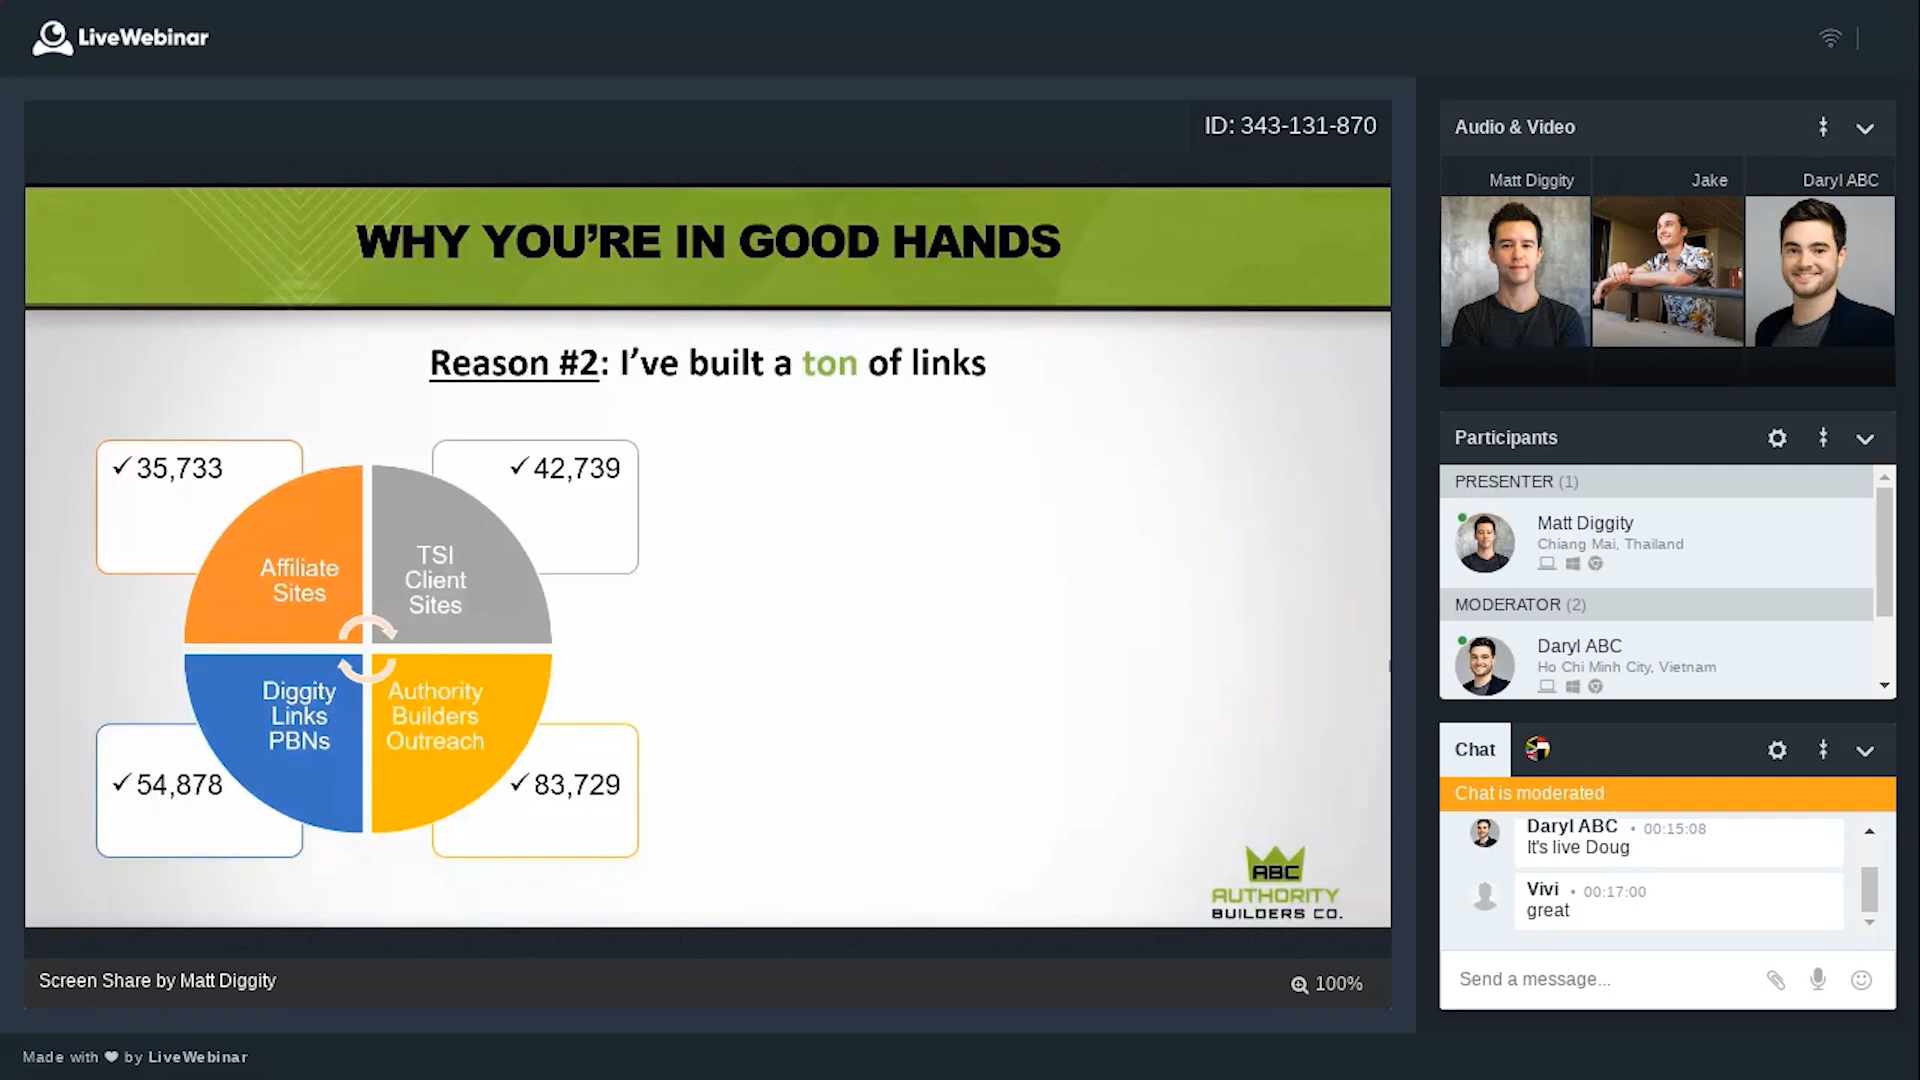 LiveWebinar
ID: 343-131-870
WHY YOU'RE IN GOOD HANDS
Reason #2: I've built a ton of links
✓ 35,733
✓ 42,739
Affiliate
Sites
TSI
Client
Sites
Diggity
Links
PBNs
Authority
Builders
Outreach
✓ 54,878
✓ 83,729
ABC
AUTHORITY
BUILDERS CO.
Screen Share by Matt Diggity
100%
Audio & Video
Matt Diggity
Jake
Daryl ABC
Participants
PRESENTER (1)
Matt Diggity
Chiang Mai, Thailand
MODERATOR (2)
Daryl ABC
Ho Chi Minh City, Vietnam
Chat
Chat is moderated
Daryl ABC • 00:15:08
It's live Doug
Vivi • 00:17:00
great
Send a message...
Made with ❤ by LiveWebinar